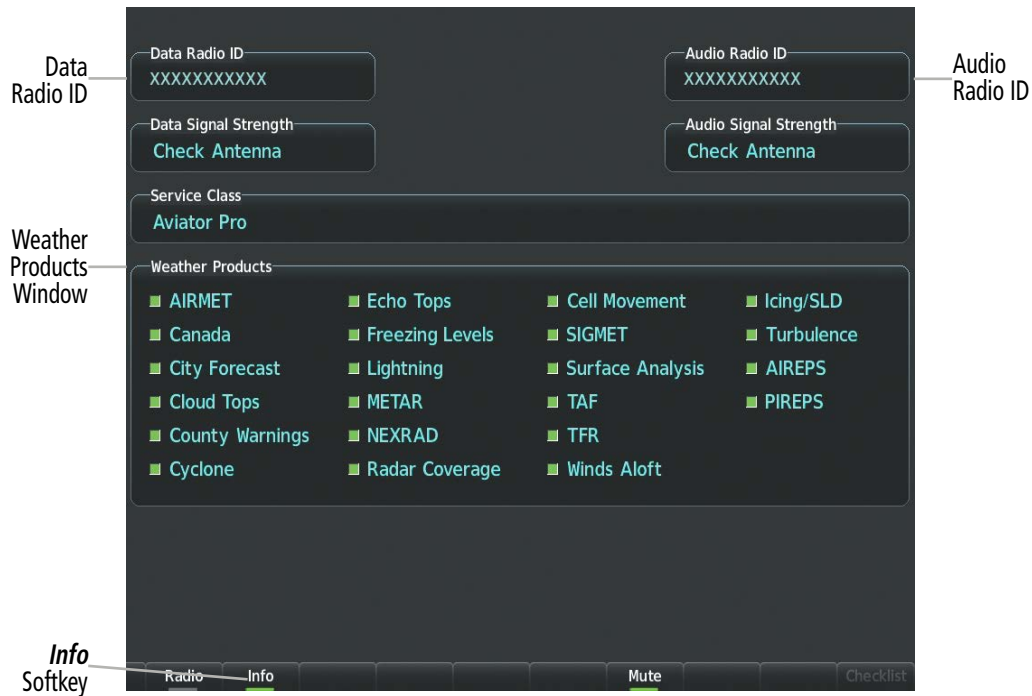 Data Radio ID
XXXXXXXXXXX
Audio Radio ID
XXXXXXXXXXX
Data
Radio ID
Audio
Radio ID
Data Signal Strength
Check Antenna
Audio Signal Strength
Check Antenna
Service Class
Aviator Pro
Weather
Products
Window
Weather Products
AIRMET
Canada
City Forecast
Cloud Tops
County Warnings
Cyclone
Echo Tops
Freezing Levels
Lightning
METAR
NEXRAD
Radar Coverage
Cell Movement
SIGMET
Surface Analysis
TAF
TFR
Winds Aloft
Icing/SLD
Turbulence
AIREPS
PIREPS
Info
Softkey
Radio
Info
Mute
Checklist